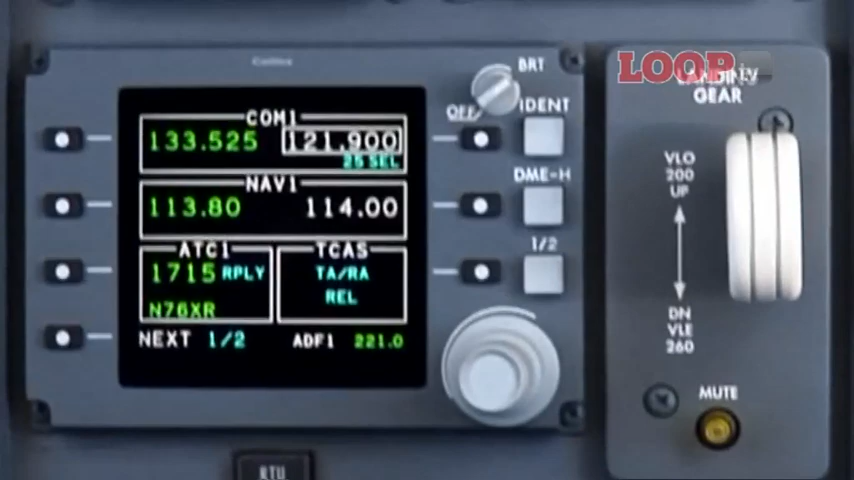 Collins
BRT
OFF
IDENT
COM1
133.525 121.900
25 SEL
DME-H
NAV1
113.80 114.00
1/2
ATC1
1715 RPLY
N76XR
TCAS
TA/RA
REL
NEXT 1/2 ADF1 221.0
RTU
LOOP
LANDING
GEAR
VLO
200
UP
DN
VLE
260
MUTE